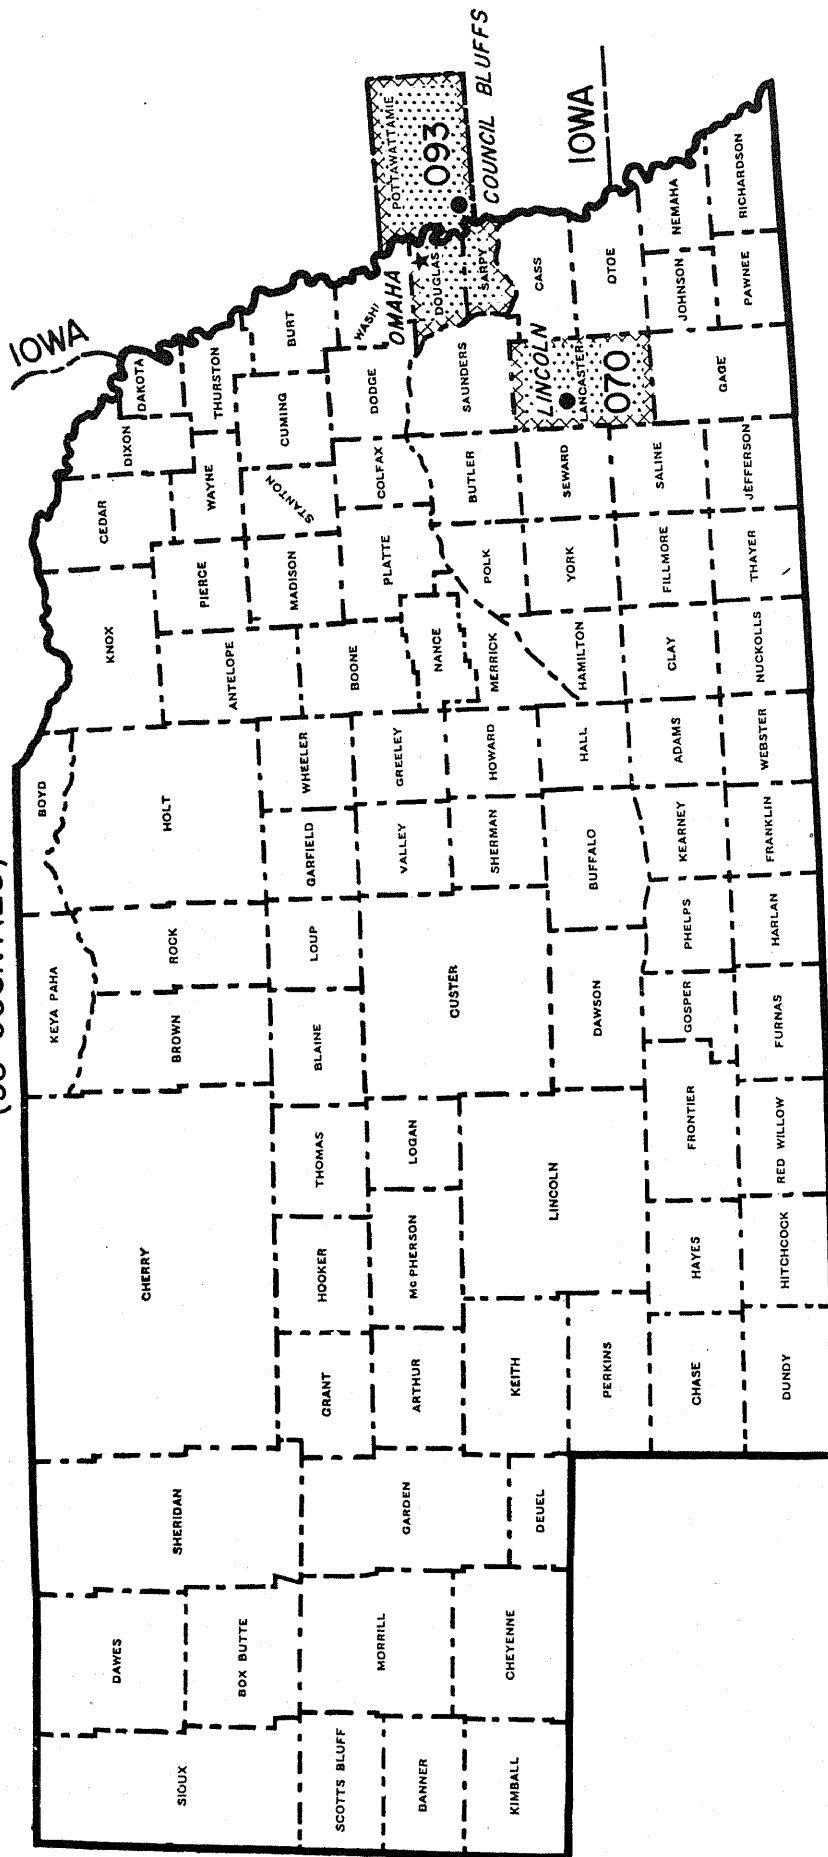 SIOUX
DAWES
BOX BUTTE
SHERIDAN
SCOTTS BLUFF
BANNER
KIMBALL
MORRILL
CHEYENNE
GARDEN
DEUEL
CHERRY
GRANT
HOOKER
THOMAS
ARTHUR
McPHERSON
LOGAN
KEITH
PERKINS
LINCOLN
CHASE
HAYES
FRONTIER
DUNDY
HITCHCOCK
RED WILLOW
KEYA PAHA
BOYD
BROWN
ROCK
HOLT
BLAINE
LOUP
GARFIELD
WHEELER
CUSTER
VALLEY
GREELEY
SHERMAN
HOWARD
DAWSON
BUFFALO
HALL
GOSPER
PHELPS
KEARNEY
ADAMS
FURNAS
HARLAN
FRANKLIN
WEBSTER
KNOX
CEDAR
DIXON
DAKOTA
IOWA
ANTELOPE
PIERCE
WAYNE
THURSTON
BOONE
MADISON
STANTON
CUMING
BURT
NANCE
PLATTE
COLFAX
DODGE
WASHI
MERRICK
POLK
BUTLER
SAUNDERS
OMAHA
DOUGLAS
SARPY
POTTAWATTAMIE
093
COUNCIL BLUFFS
HAMILTON
YORK
SEWARD
LINCOLN
LANCASTER
070
CASS
OTOE
IOWA
CLAY
FILLMORE
SALINE
GAGE
JOHNSON
NEMAHA
NUCKOLLS
THAYER
JEFFERSON
PAWNEE
RICHARDSON